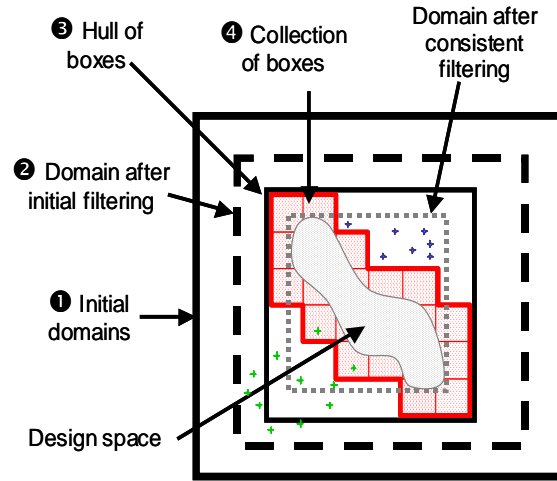 ❸ Hull of
boxes
❹ Collection
of boxes
Domain after
consistent
filtering
❷ Domain after
initial filtering
❶ Initial
domains
Design space